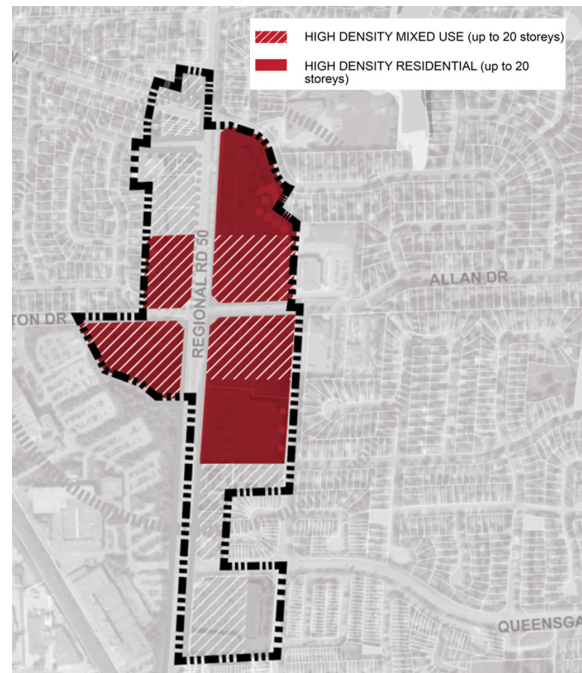 HIGH DENSITY MIXED USE (up to 20 storeys)
HIGH DENSITY RESIDENTIAL (up to 20
storeys)
REGIONAL RD 50
ALLAN DR
TON DR
QUEENSGA